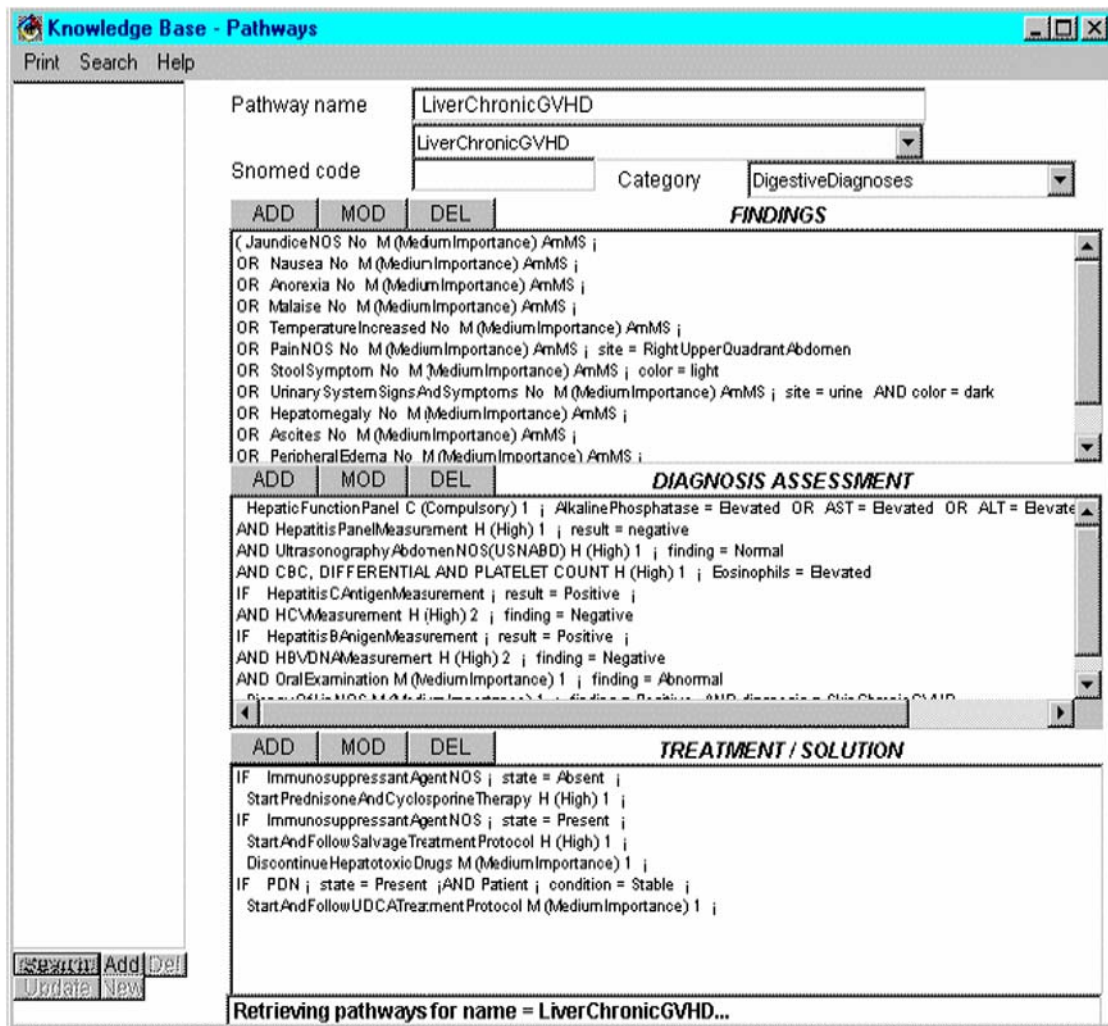 Knowledge Base - Pathways
Print Search Help
Pathway name LiverChronicGVHD
LiverChronicGVHD
Snomed code Category DigestiveDiagnoses
ADD MOD DEL FINDINGS
( JaundiceNOS No M (MediumImportance) AmMS ¡
OR Nausea No M (MediumImportance) AmMS ¡
OR Anorexia No M (MediumImportance) AmMS ¡
OR Malaise No M (MediumImportance) AmMS ¡
OR TemperatureIncreased No M (MediumImportance) AmMS ¡
OR PainNOS No M (MediumImportance) AmMS ¡ site = RightUpperQuadrantAbdomen
OR StoolSymptom No M (MediumImportance) AmMS ¡ color = light
OR UrinarySystemSignsAndSymptoms No M (MediumImportance) AmMS ¡ site = urine AND color = dark
OR Hepatomegaly No M (MediumImportance) AmMS ¡
OR Ascites No M (MediumImportance) AmMS ¡
OR PeripheralEdema No M (MediumImportance) AmMS ¡
ADD MOD DEL DIAGNOSIS ASSESSMENT
HepaticFunctionPanel C (Compulsory) 1 ¡ AlkalinePhosphatase = Elevated OR AST = Elevated OR ALT = Elevate
AND HepatitisPanelMeasurement H (High) 1 ¡ result = negative
AND UltrasonographyAbdomenNOS(USNABD) H (High) 1 ¡ finding = Normal
AND CBC, DIFFERENTIAL AND PLATELET COUNT H (High) 1 ¡ Eosinophils = Elevated
IF HepatitisCAntigenMeasurement ¡ result = Positive ¡
AND HCVMeasurement H (High) 2 ¡ finding = Negative
IF HepatitisBAnigenMeasurement ¡ result = Positive ¡
AND HBVDNAMeasurement H (High) 2 ¡ finding = Negative
AND OralExamination M (MediumImportance) 1 ¡ finding = Abnormal
M (MediumImportance) 1 ¡ finding = Positive AND diagnosis = SkinChronicGVHD
ADD MOD DEL TREATMENT / SOLUTION
IF ImmunosuppressantAgentNOS ¡ state = Absent ¡
StartPrednisoneAndCyclosporineTherapy H (High) 1 ¡
IF ImmunosuppressantAgentNOS ¡ state = Present ¡
StartAndFollowSalvageTreatmentProtocol H (High) 1 ¡
DiscontinueHepatotoxicDrugs M (MediumImportance) 1 ¡
IF PDN ¡ state = Present ¡AND Patient ¡ condition = Stable ¡
StartAndFollowUDCATreatmentProtocol M (MediumImportance) 1 ¡
Search Add Del
Update New
Retrieving pathways for name = LiverChronicGVHD...